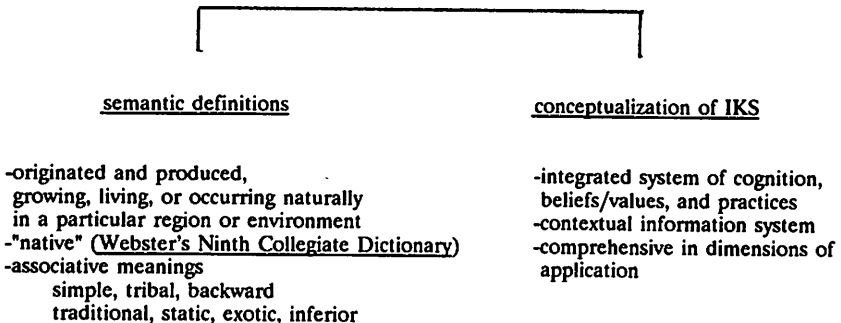 semantic definitions
-originated and produced,
growing, living, or occurring naturally
in a particular region or environment
-"native" (Webster's Ninth Collegiate Dictionary)
-associative meanings
simple, tribal, backward
traditional, static, exotic, inferior
conceptualization of IKS
-integrated system of cognition,
beliefs/values, and practices
-contextual information system
-comprehensive in dimensions of
application